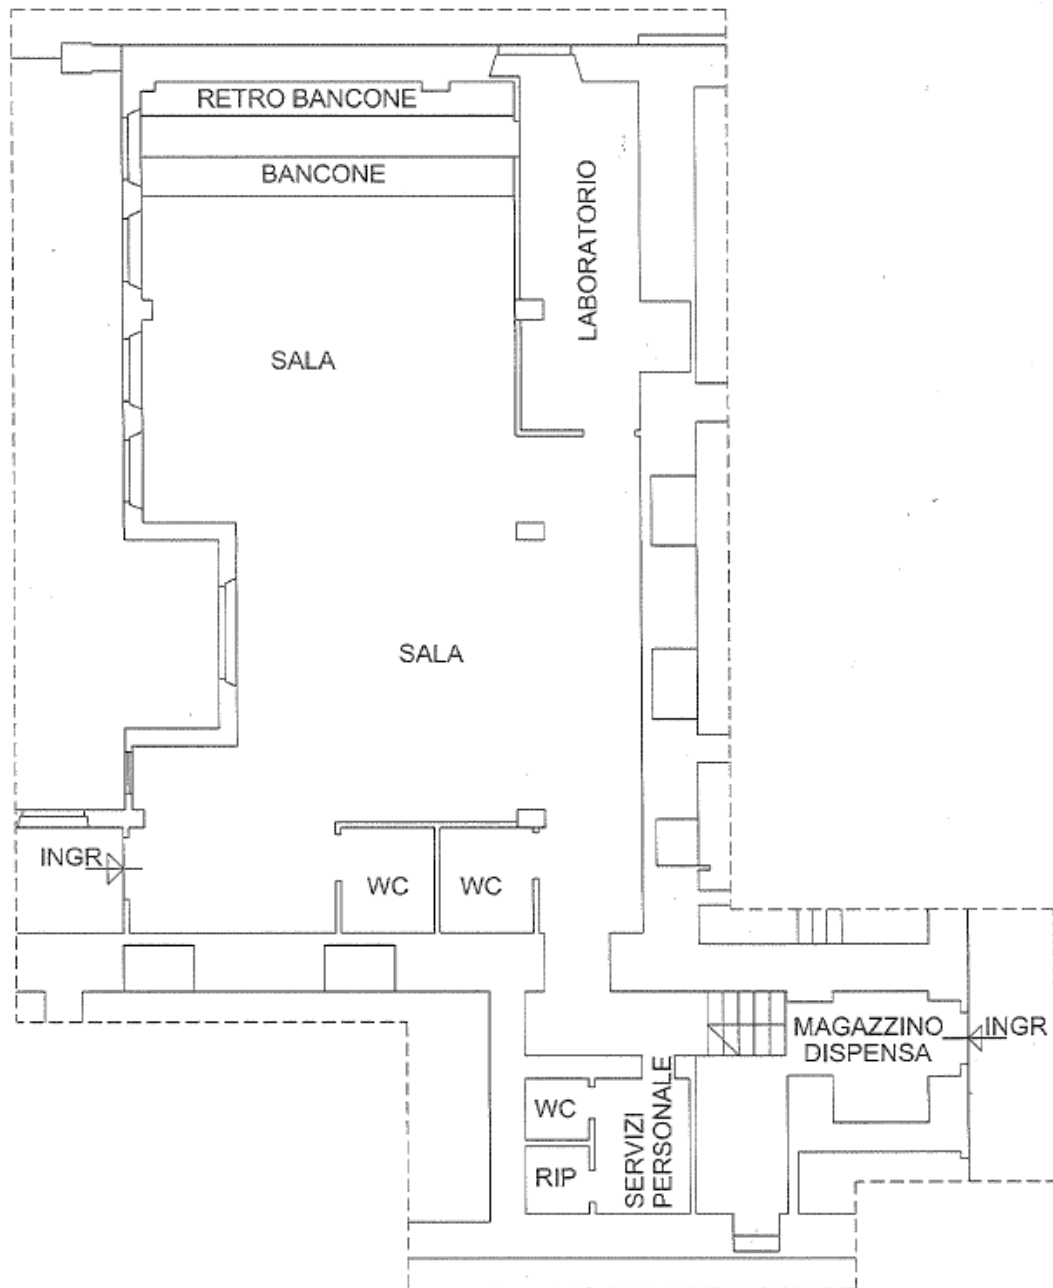 RETRO BANCONE
BANCONE
LABORATORIO
SALA
SALA
INGR
WC
WC
MAGAZZINO
DISPENSA
INGR
WC
RIP
SERVIZI
PERSONALE